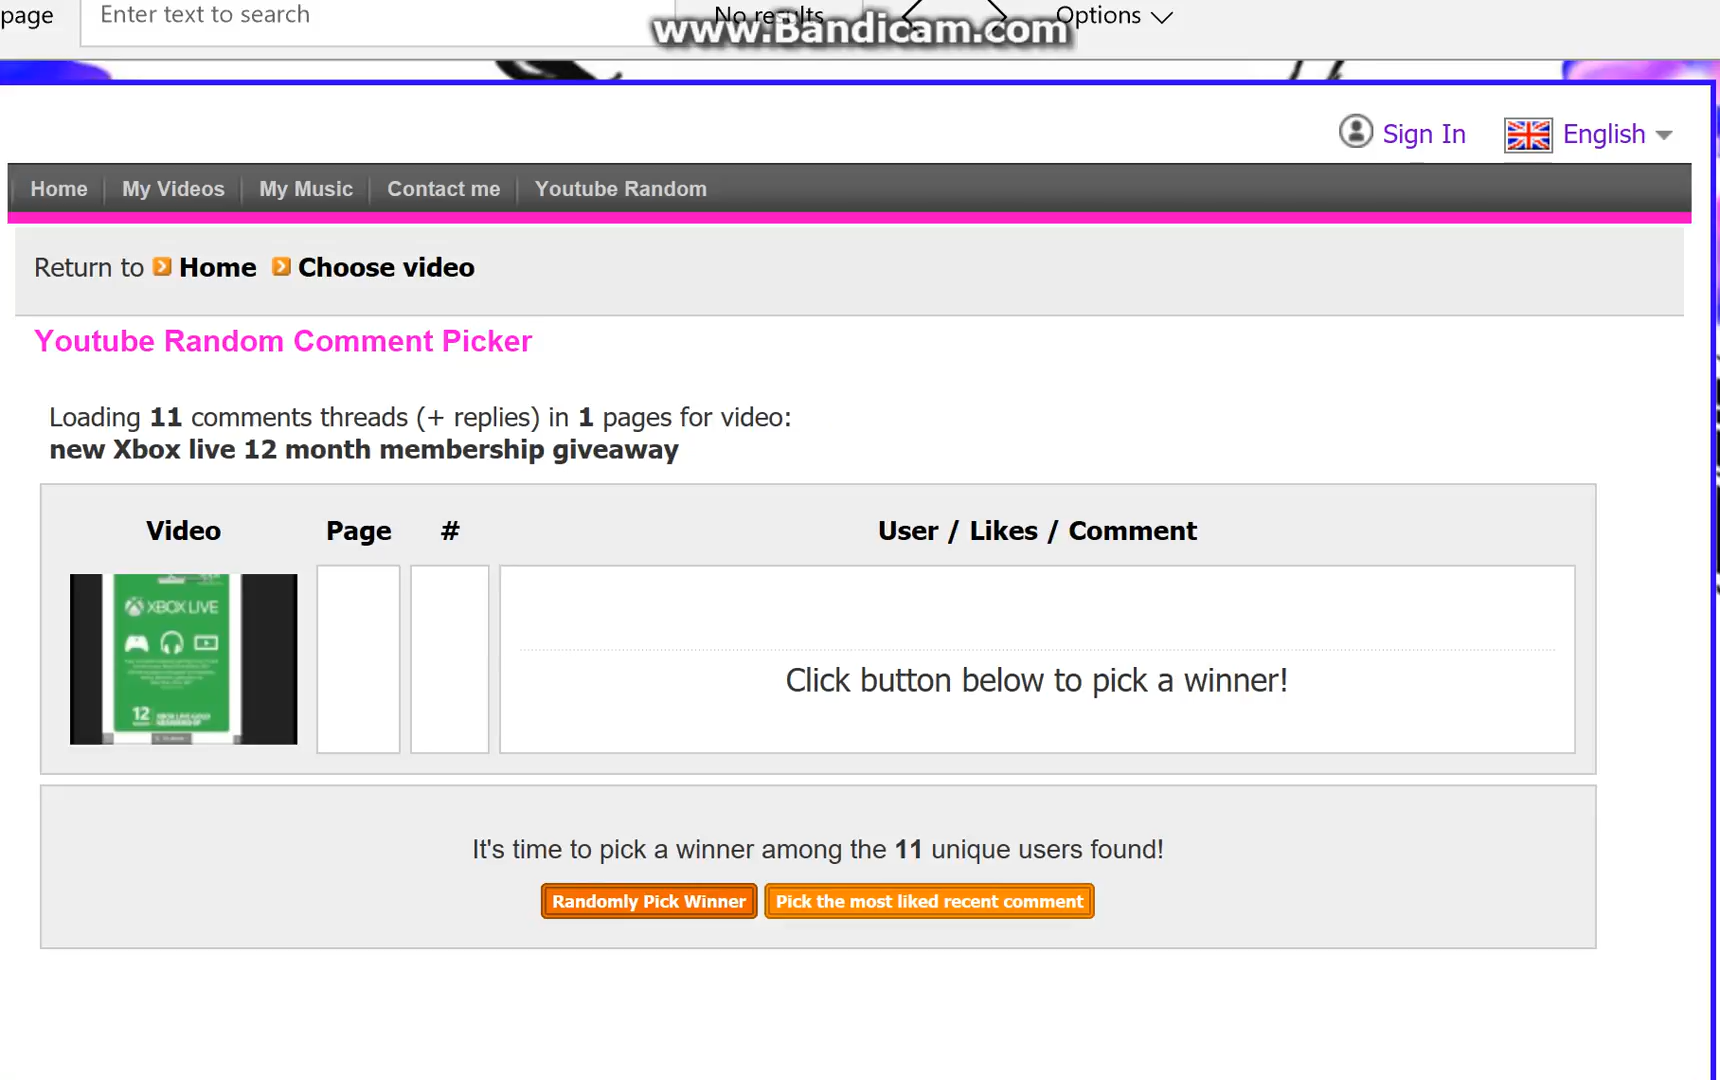 page
Enter text to search
No results
Options
www.Bandicam.com
Sign In
English
Home
My Videos
My Music
Contact me
Youtube Random
Return to Home Choose video
Youtube Random Comment Picker
Loading 11 comments threads (+ replies) in 1 pages for video:
new Xbox live 12 month membership giveaway
Video
Page
#
User / Likes / Comment
XBOX LIVE
12
Click button below to pick a winner!
It's time to pick a winner among the 11 unique users found!
Randomly Pick Winner
Pick the most liked recent comment